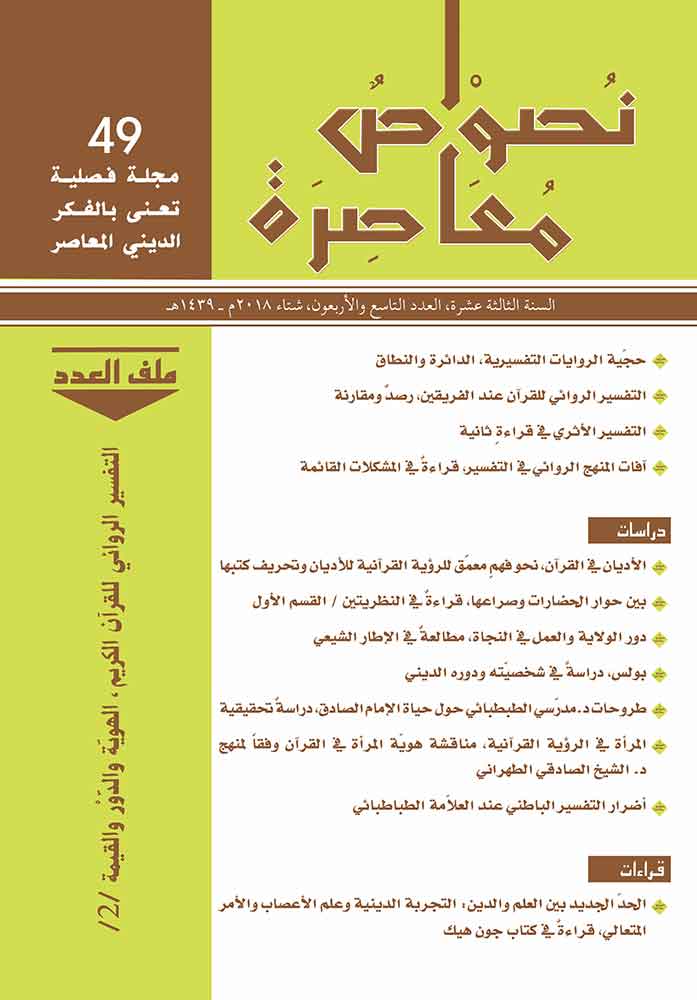 نُصوْصٌ
مُعَاصِرَة
49
مجلة فصلية
تعنى بالفكر
الديني المعاصر
السنة الثالثة عشرة، العدد التاسع والأربعون، شتاء ٢٠١٨م ـ ١٤٣٩هـ
ملف العدد
التفسير الروائي للقرآن الكريم، الهويّة والدَّوْر والقيمة /2/
حجّية الروايات التفسيرية، الدائرة والنطاق
التفسير الروائي للقرآن عند الفريقين، رصدٌ ومقارنة
التفسير الأثري في قراءةٍ ثانية
آفات المنهج الروائي في التفسير، قراءةٌ في المشكلات القائمة
دراسات
الأديان في القرآن، نحو فهمٍ معمّق للرؤية القرآنية للأديان وتحريف كتبها
بين حوار الحضارات وصراعها، قراءةٌ في النظريتين / القسم الأول
دور الولاية والعمل في النجاة، مطالعةٌ في الإطار الشيعي
بولس، دراسةٌ في شخصيّته ودوره الديني
طروحات د. مدرّسي الطبطبائي حول حياة الإمام الصادق، دراسةٌ تحقيقية
المرأة في الرؤية القرآنية، مناقشة هويّة المرأة في القرآن وفقاً لمنهج
د. الشيخ الصادقي الطهراني
أضرار التفسير الباطني عند العلاّمة الطباطبائي
قراءات
الحدّ الجديد بين العلم والدين: التجربة الدينية وعلم الأعصاب والأمر
المتعالي، قراءةٌ في كتاب جون هيك